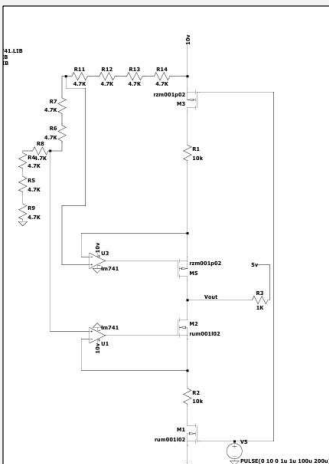 41.LIB
B
IB
10v
R11
R12
R13
R14
4.7K
4.7K
4.7K
4.7K
rzm001p02
M3
R7
4.7K
R6
4.7K
R8
4.7K
R4
4.7K
R5
4.7K
R9
4.7K
R1
10k
10v
U3
lm741
rzm001p02
M5
5v
R3
1K
Vout
lm741
U1
10v
M2
rum001l02
R2
10k
M1
rum001l02
V5
PULSE(0 10 0 1u 1u 100u 200u